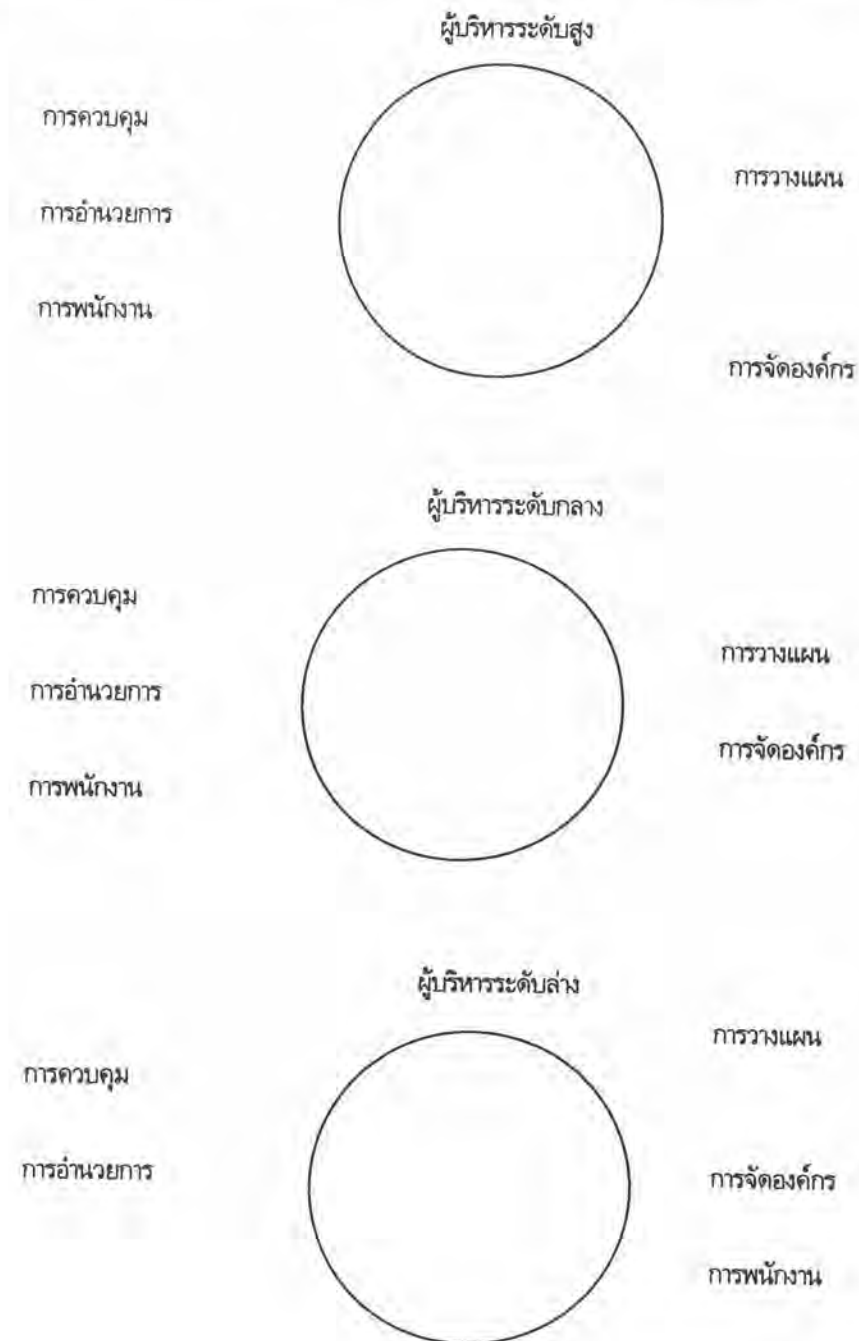 ผู้บริหารระดับสูง
การควบคุม
การวางแผน
การอำนวยการ
การพนักงาน
การจัดองค์กร
ผู้บริหารระดับกลาง
การควบคุม
การวางแผน
การอำนวยการ
การจัดองค์กร
การพนักงาน
ผู้บริหารระดับล่าง
การวางแผน
การควบคุม
การอำนวยการ
การจัดองค์กร
การพนักงาน